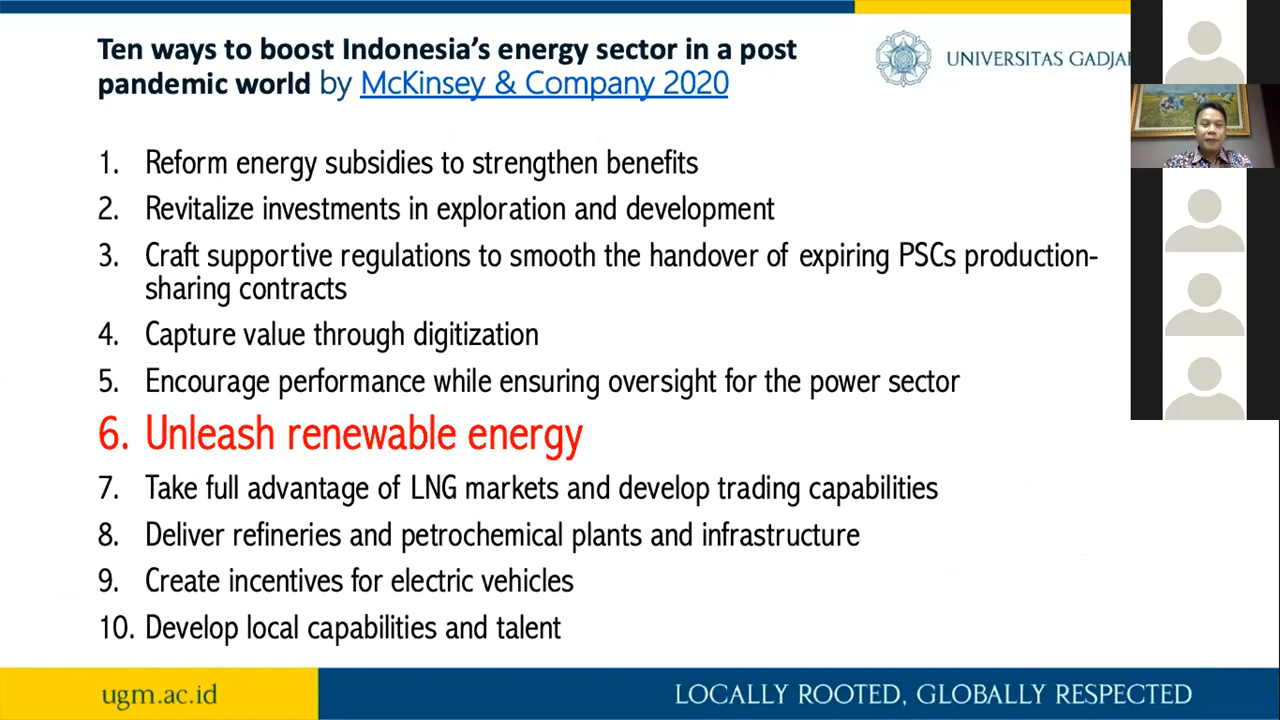 Ten ways to boost Indonesia's energy sector in a post
pandemic world by McKinsey & Company 2020
UNIVERSITAS GADJA
1. Reform energy subsidies to strengthen benefits
2. Revitalize investments in exploration and development
3. Craft supportive regulations to smooth the handover of expiring PSCs production-
sharing contracts
4. Capture value through digitization
5. Encourage performance while ensuring oversight for the power sector
6. Unleash renewable energy
7. Take full advantage of LNG markets and develop trading capabilities
8. Deliver refineries and petrochemical plants and infrastructure
9. Create incentives for electric vehicles
10. Develop local capabilities and talent
ugm.ac.id
LOCALLY ROOTED, GLOBALLY RESPECTED